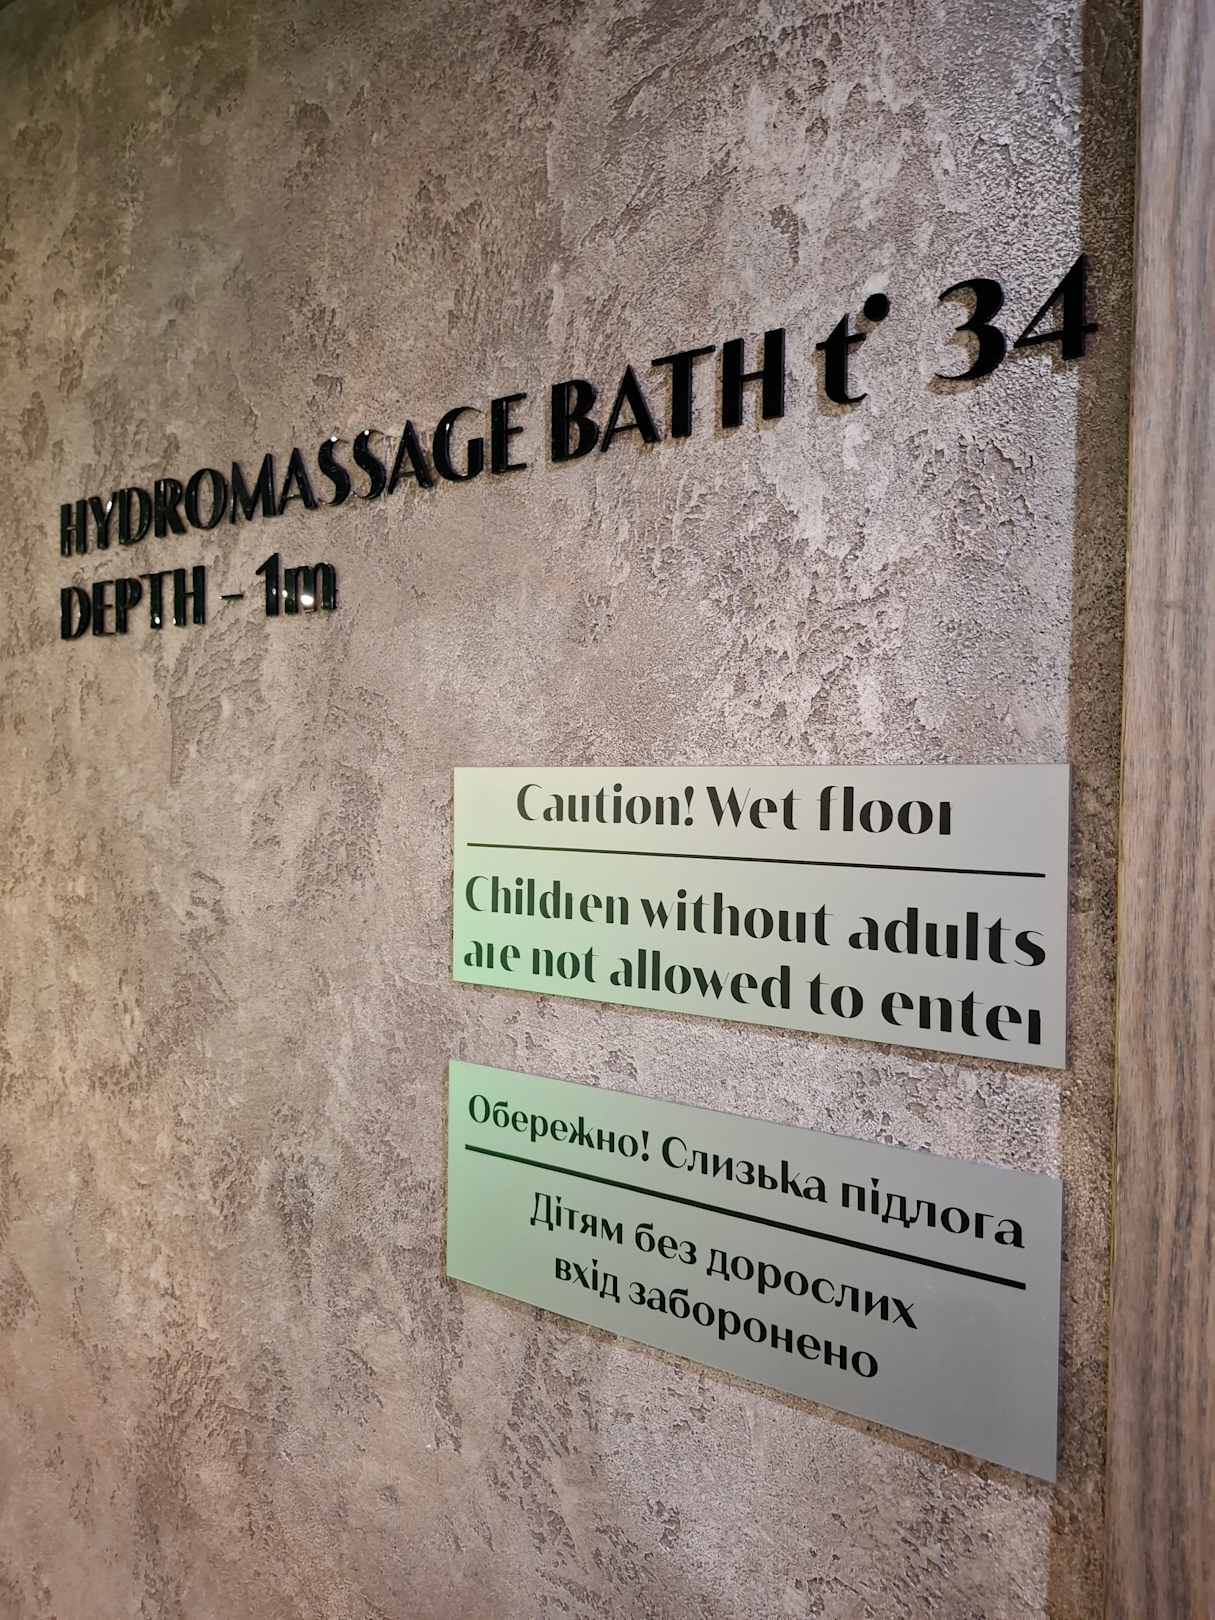 HYDROMASSAGE BATH t° 34
DEPTH - 1m
Caution! Wet floor
Children without adults
are not allowed to enter
Обережно! Слизька підлога
Дітям без дорослих
вхід заборонено